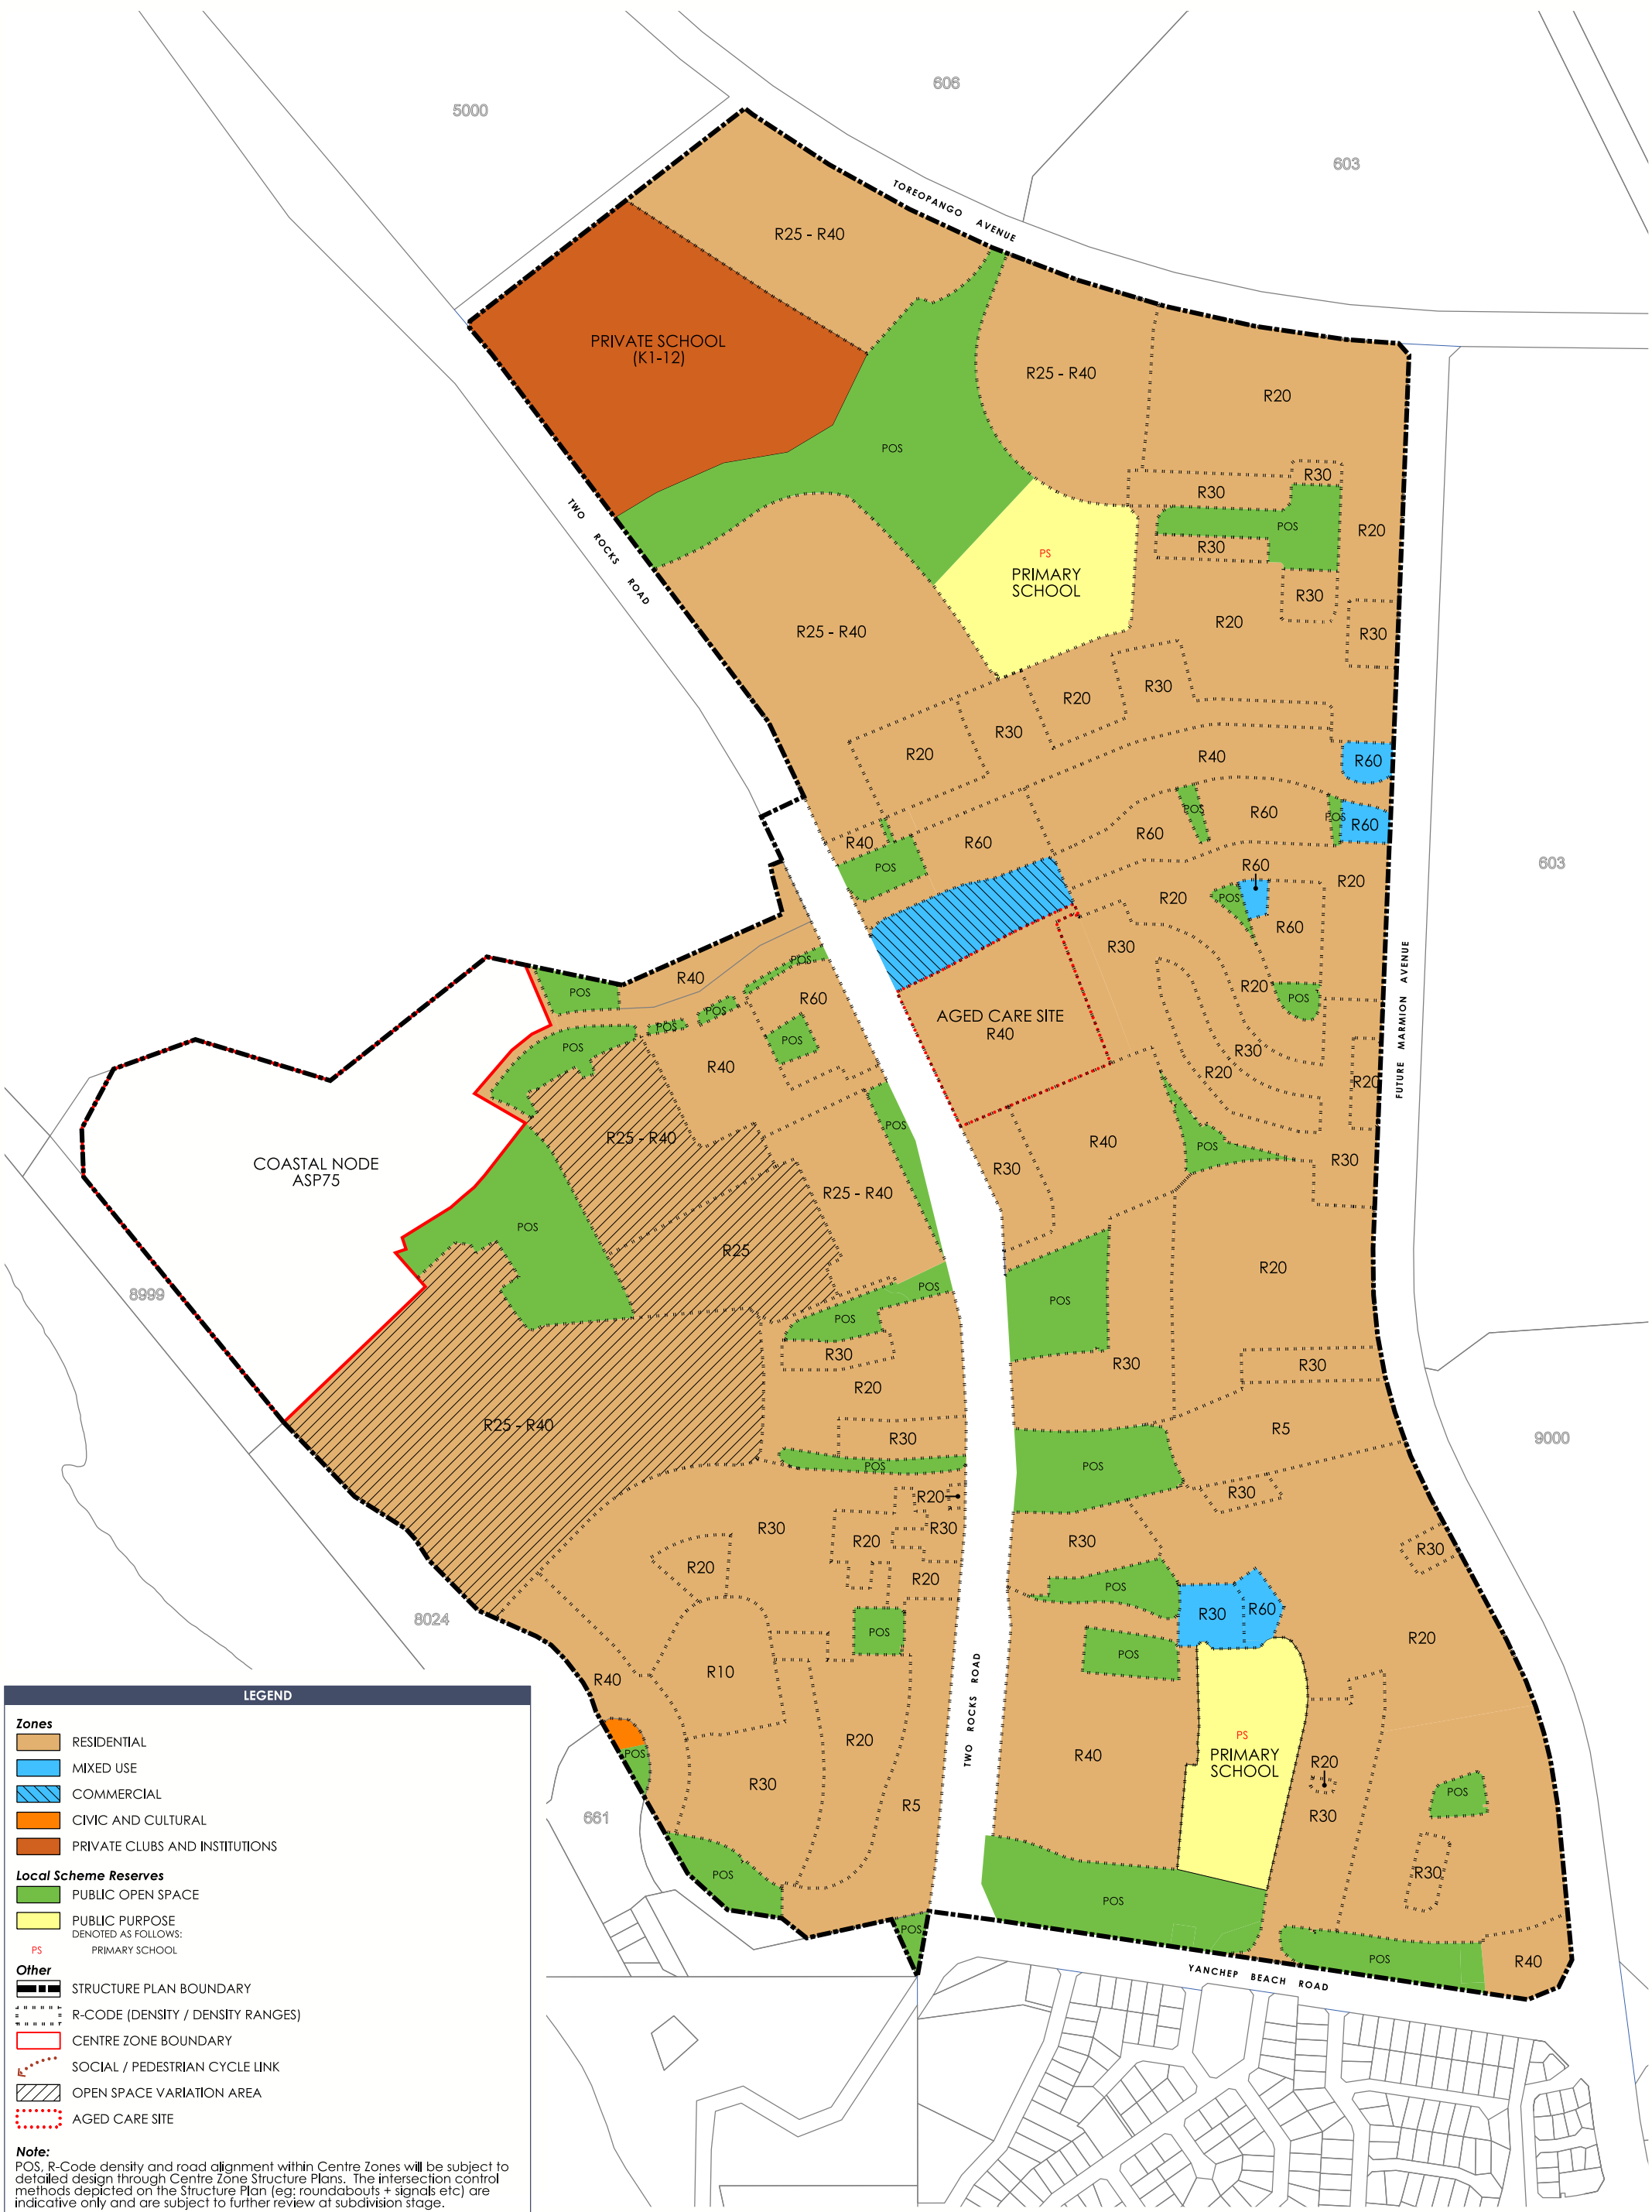 606
5000
603
TOREOPANGO AVENUE
R25 - R40
PRIVATE SCHOOL
(K1-12)
R25 - R40
R20
POS
R30
R30
POS
R20
R30
TWO ROCKS ROAD
PS
PRIMARY
SCHOOL
R30
R20
R25 - R40
R30
R30
R20
R30
R20
R40
R60
POS
R60
POS
R60
R60
R40
R60
POS
603
R60
R20
R20
POS
R60
R30
POS
R40
R20
POS
R60
POS
POS
POS
AGED CARE SITE
R40
FUTURE MARMION AVENUE
POS
POS
R40
R30
R20
R20
POS
R25 - R40
R40
POS
R30
COASTAL NODE
ASP75
R30
R25 - R40
POS
R25
R20
POS
8999
POS
POS
R30
R30
R30
R20
R25 - R40
R5
R30
9000
POS
POS
R20
R30
R30
R30
R30
R20
R30
R20
R20
POS
R30
R60
8024
POS
R20
POS
R10
R40
TWO ROCKS ROAD
PS
PRIMARY
SCHOOL
R20
POS
R40
R20
R30
POS
R5
R30
661
R30
POS
POS
POS
POS
R40
YANCHEP BEACH ROAD
LEGEND
Zones
RESIDENTIAL
MIXED USE
COMMERCIAL
CIVIC AND CULTURAL
PRIVATE CLUBS AND INSTITUTIONS
Local Scheme Reserves
PUBLIC OPEN SPACE
PUBLIC PURPOSE
DENOTED AS FOLLOWS:
PS PRIMARY SCHOOL
Other
STRUCTURE PLAN BOUNDARY
R-CODE (DENSITY / DENSITY RANGES)
CENTRE ZONE BOUNDARY
SOCIAL / PEDESTRIAN CYCLE LINK
OPEN SPACE VARIATION AREA
AGED CARE SITE
Note:
POS, R-Code density and road alignment within Centre Zones will be subject to
detailed design through Centre Zone Structure Plans. The intersection control
methods depicted on the Structure Plan (eg: roundabouts + signals etc) are
indicative only and are subject to further review at subdivision stage.